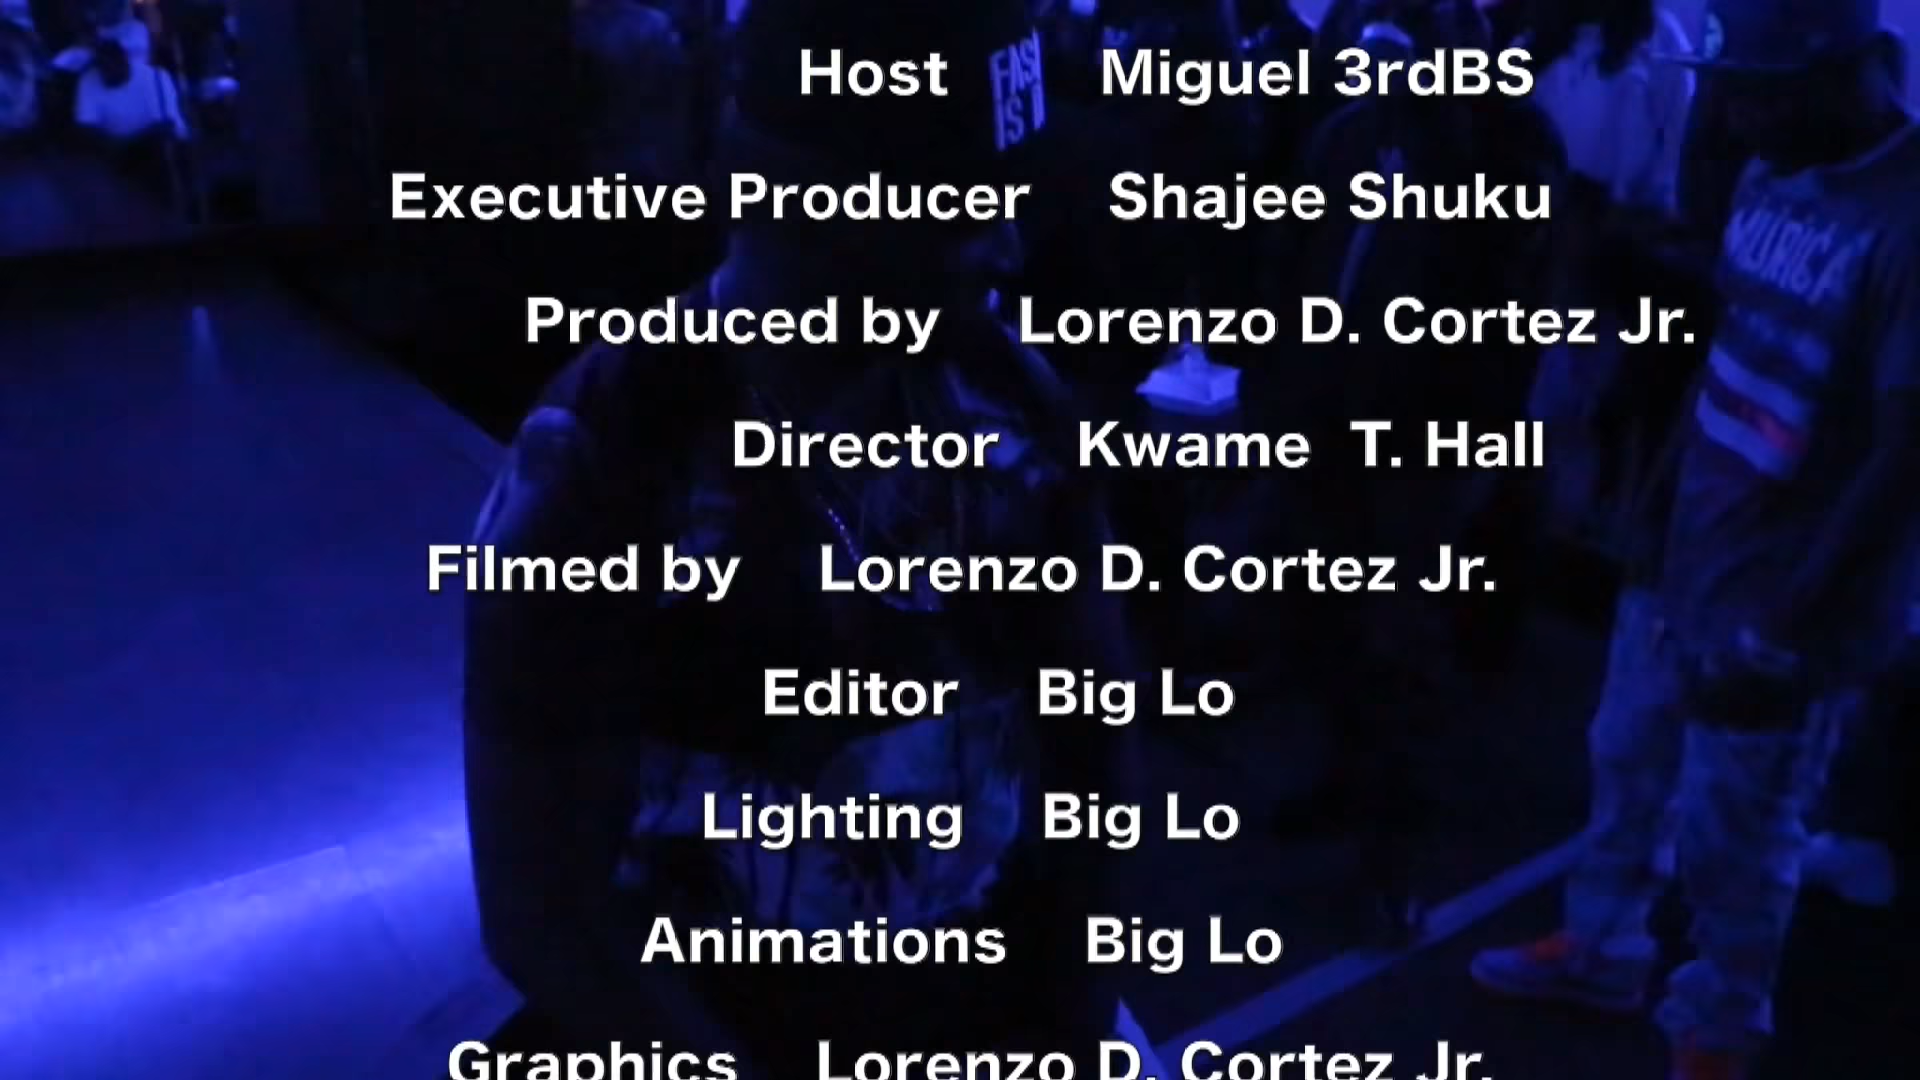 Host Miguel 3rdBS
Executive Producer Shajee Shuku
Produced by Lorenzo D. Cortez Jr.
Director Kwame T. Hall
Filmed by Lorenzo D. Cortez Jr.
Editor Big Lo
Lighting Big Lo
Animations Big Lo
Graphics Lorenzo D. Cortez Jr.